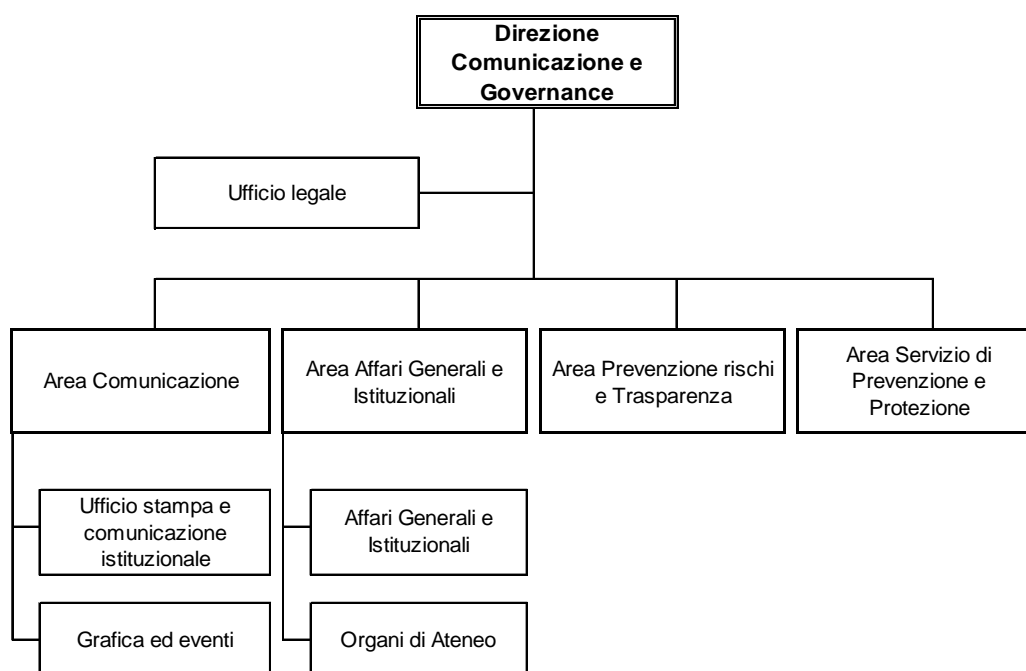 Direzione
Comunicazione e
Governance
Ufficio legale
Area Comunicazione
Area Affari Generali e
Istituzionali
Area Prevenzione rischi
e Trasparenza
Area Servizio di
Prevenzione e
Protezione
Ufficio stampa e
comunicazione
istituzionale
Affari Generali e
Istituzionali
Grafica ed eventi
Organi di Ateneo